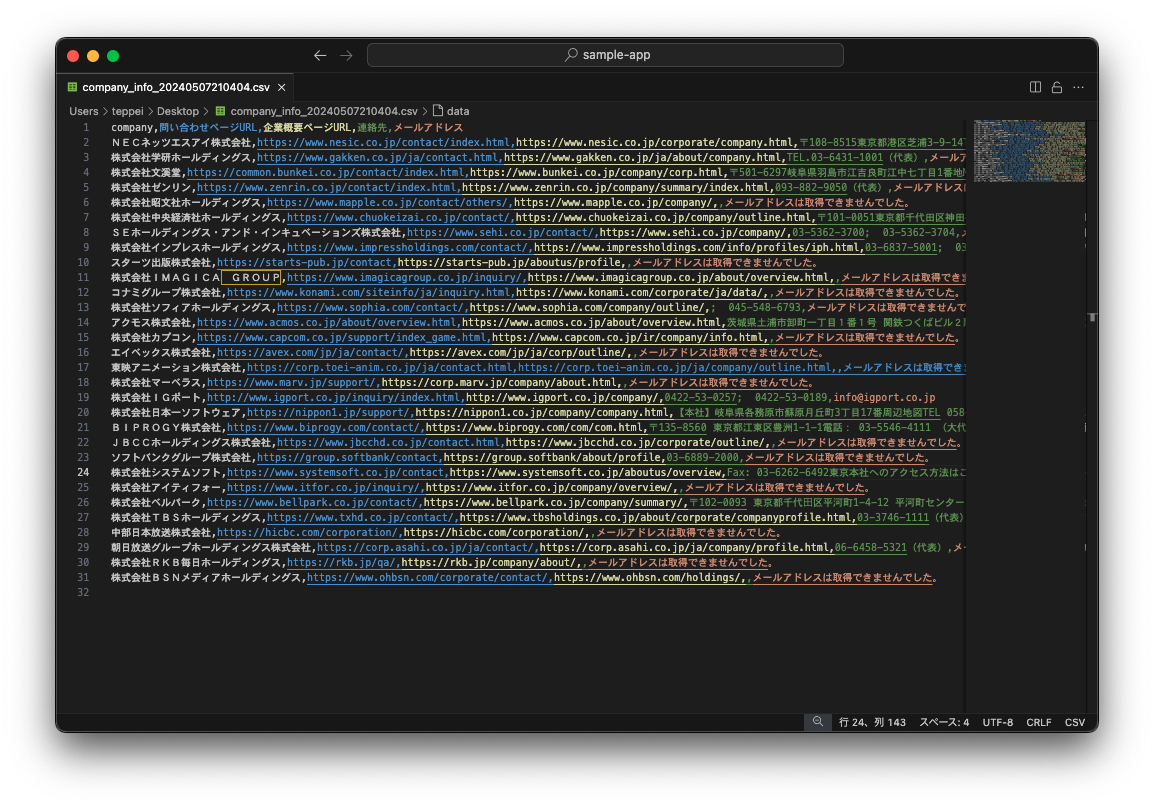 sample-app
company_info_20240507210404.csv
Users > teppei > Desktop > company_info_20240507210404.csv > data
1 company,問い合わせページURL,企業概要ページURL,連絡先,メールアドレス
2 ＮＥＣネッツエスアイ株式会社,https://www.nesic.co.jp/contact/index.html,https://www.nesic.co.jp/corporate/company.html,〒108-8515東京都港区芝浦3-9-14
3 株式会社学研ホールディングス,https://www.gakken.co.jp/ja/contact.html,https://www.gakken.co.jp/ja/about/company.html,TEL.03-6431-1001（代表）,メールア
4 株式会社文溪堂,https://common.bunkei.co.jp/contact/index.html,https://www.bunkei.co.jp/company/corp.html,〒501-6297岐阜県羽島市江吉良町江中七丁目1番地
5 株式会社ゼンリン,https://www.zenrin.co.jp/contact/index.html,https://www.zenrin.co.jp/company/summary/index.html,093-882-9050（代表）,メールアドレス
6 株式会社昭文社ホールディングス,https://www.mapple.co.jp/contact/others/,https://www.mapple.co.jp/company/,,メールアドレスは取得できませんでした。
7 株式会社中央経済社ホールディングス,https://www.chuokeizai.co.jp/contact/,https://www.chuokeizai.co.jp/company/outline.html,〒101-0051東京都千代田区神田
8 ＳＥホールディングス・アンド・インキュベーションズ株式会社,https://www.sehi.co.jp/contact/,https://www.sehi.co.jp/company/,03-5362-3700; 03-5362-3704,
9 株式会社インプレスホールディングス,https://www.impressholdings.com/contact/,https://www.impressholdings.com/info/profiles/iph.html,03-6837-5001; 03
10 スターツ出版株式会社,https://starts-pub.jp/contact,https://starts-pub.jp/aboutus/profile,,メールアドレスは取得できませんでした。
11 株式会社ＩＭＡＧＩＣＡ　ＧＲＯＵＰ,https://www.imagicagroup.co.jp/inquiry/,https://www.imagicagroup.co.jp/about/overview.html,,メールアドレスは取得できま
12 コナミグループ株式会社,https://www.konami.com/siteinfo/ja/inquiry.html,https://www.konami.com/corporate/ja/data/,,メールアドレスは取得できませんでした。
13 株式会社ソフィアホールディングス,https://www.sophia.com/contact/,https://www.sophia.com/company/outline/,; 045-548-6793,メールアドレスは取得できませんでし
14 アクモス株式会社,https://www.acmos.co.jp/about/overview.html,https://www.acmos.co.jp/about/overview.html,茨城県土浦市卸町一丁目１番１号 関鉄つくばビル２
15 株式会社カプコン,https://www.capcom.co.jp/support/index_game.html,https://www.capcom.co.jp/ir/company/info.html,,メールアドレスは取得できませんでした。
16 エイベックス株式会社,https://avex.com/jp/ja/contact/,https://avex.com/jp/ja/corp/outline/,,メールアドレスは取得できませんでした。
17 東映アニメーション株式会社,https://corp.toei-anim.co.jp/ja/contact.html,https://corp.toei-anim.co.jp/ja/company/outline.html,,メールアドレスは取得できま
18 株式会社マーベラス,https://www.marv.jp/support/,https://corp.marv.jp/company/about.html,,メールアドレスは取得できませんでした。
19 株式会社ＩＧポート,http://www.igport.co.jp/inquiry/index.html,http://www.igport.co.jp/company/,0422-53-0257; 0422-53-0189,info@igport.co.jp
20 株式会社日本一ソフトウェア,https://nippon1.co.jp/support/,https://nippon1.co.jp/company/company.html,【本社】岐阜県各務原市蘇原月丘町3丁目17番周辺地図TEL 058
21 ＢＩＰＲＯＧＹ株式会社,https://www.biprogy.com/contact/,https://www.biprogy.com/com/com.html,〒135-8560 東京都江東区豊洲1-1-1電話： 03-5546-4111 （大代
22 ＪＢＣＣホールディングス株式会社,https://www.jbcchd.co.jp/contact.html,https://www.jbcchd.co.jp/corporate/outline/,,メールアドレスは取得できませんでした。
23 ソフトバンクグループ株式会社,https://group.softbank/contact,https://group.softbank/about/profile,03-6889-2000,メールアドレスは取得できませんでした。
24 株式会社システムソフト,https://www.systemsoft.co.jp/contact,https://www.systemsoft.co.jp/aboutus/overview,Fax: 03-6262-6492東京本社へのアクセス方法はこ
25 株式会社アイティフォー,https://www.itfor.co.jp/inquiry/,https://www.itfor.co.jp/company/overview/,,メールアドレスは取得できませんでした。
26 株式会社ベルパーク,https://www.bellpark.co.jp/contact/,https://www.bellpark.co.jp/company/summary/,〒102-0093 東京都千代田区平河町1-4-12 平河町センター
27 株式会社ＴＢＳホールディングス,https://www.txhd.co.jp/contact/,https://www.tbsholdings.co.jp/about/corporate/companyprofile.html,03-3746-1111（代表）
28 中部日本放送株式会社,https://hicbc.com/corporation/,https://hicbc.com/corporation/,,メールアドレスは取得できませんでした。
29 朝日放送グループホールディングス株式会社,https://corp.asahi.co.jp/ja/contact/,https://corp.asahi.co.jp/ja/company/profile.html,06-6458-5321（代表）,メ
30 株式会社ＲＫＢ毎日ホールディングス,https://rkb.jp/qa/,https://rkb.jp/company/about/,,メールアドレスは取得できませんでした。
31 株式会社ＢＳＮメディアホールディングス,https://www.ohbsn.com/corporate/contact/,https://www.ohbsn.com/holdings/,,メールアドレスは取得できませんでした。
32
行 24、列 143 スペース: 4 UTF-8 CRLF CSV